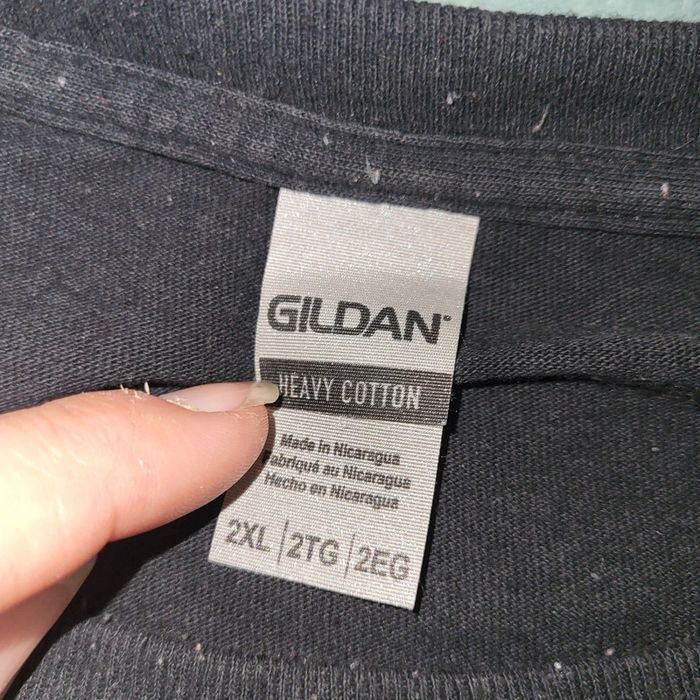 GILDAN
HEAVY COTTON
Made in Nicaragua
Fabriqué au Nicaragua
Hecho en Nicaragua
2XL | 2TG | 2EG